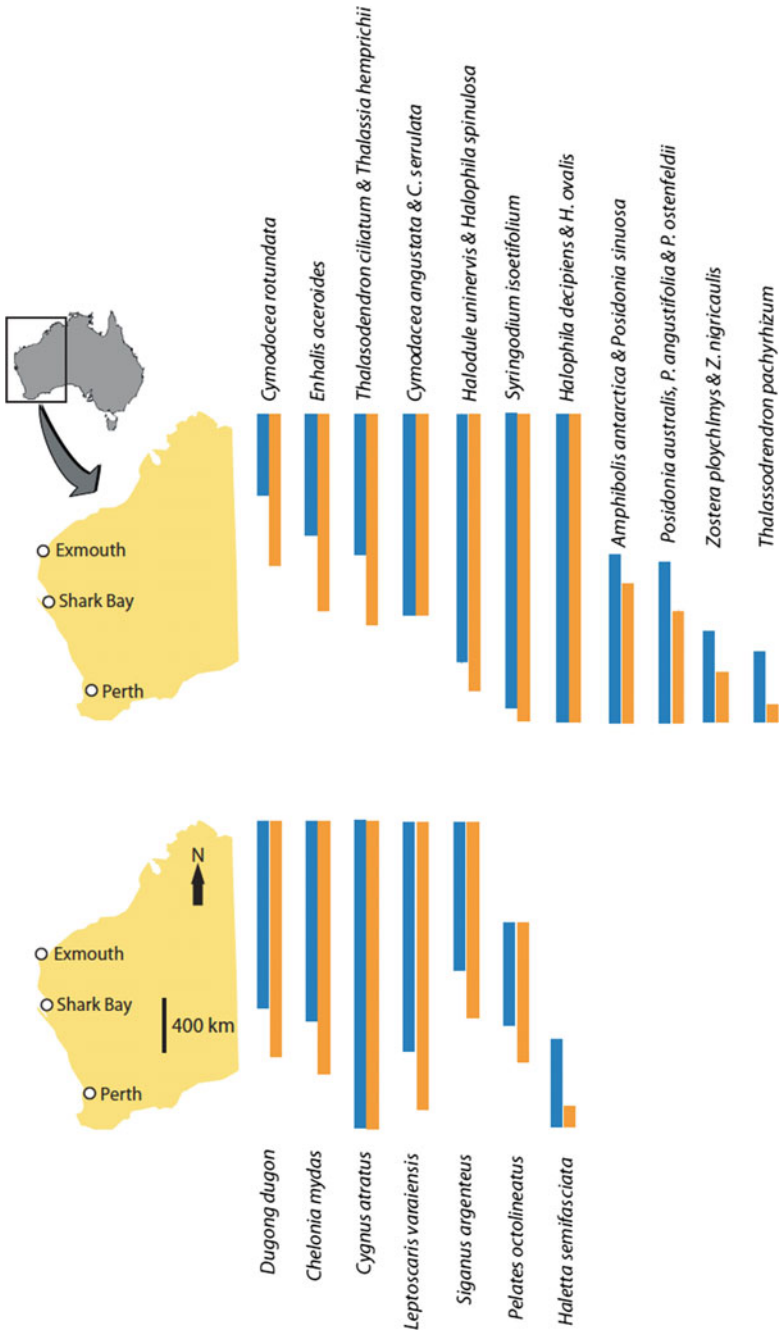 Exmouth
Shark Bay
Perth
Cymodocea rotundata
Enhalis aceroides
Thalasodendron ciliatum & Thalassia hemprichii
Cymodacea angustata & C. serrulata
Halodule uninervis & Halophila spinulosa
Syringodium isoetifolium
Halophila decipiens & H. ovalis
Amphibolis antarctica & Posidonia sinuosa
Posidonia australis, P. angustifolia & P. ostenfeldii
Zostera ploychlmys & Z. nigricaulis
Thalassodrendron pachyrhizum
N
Exmouth
Shark Bay
400 km
Perth
Dugong dugon
Chelonia mydas
Cygnus atratus
Leptoscaris varaiensis
Siganus argenteus
Pelates octolineatus
Haletta semifasciata